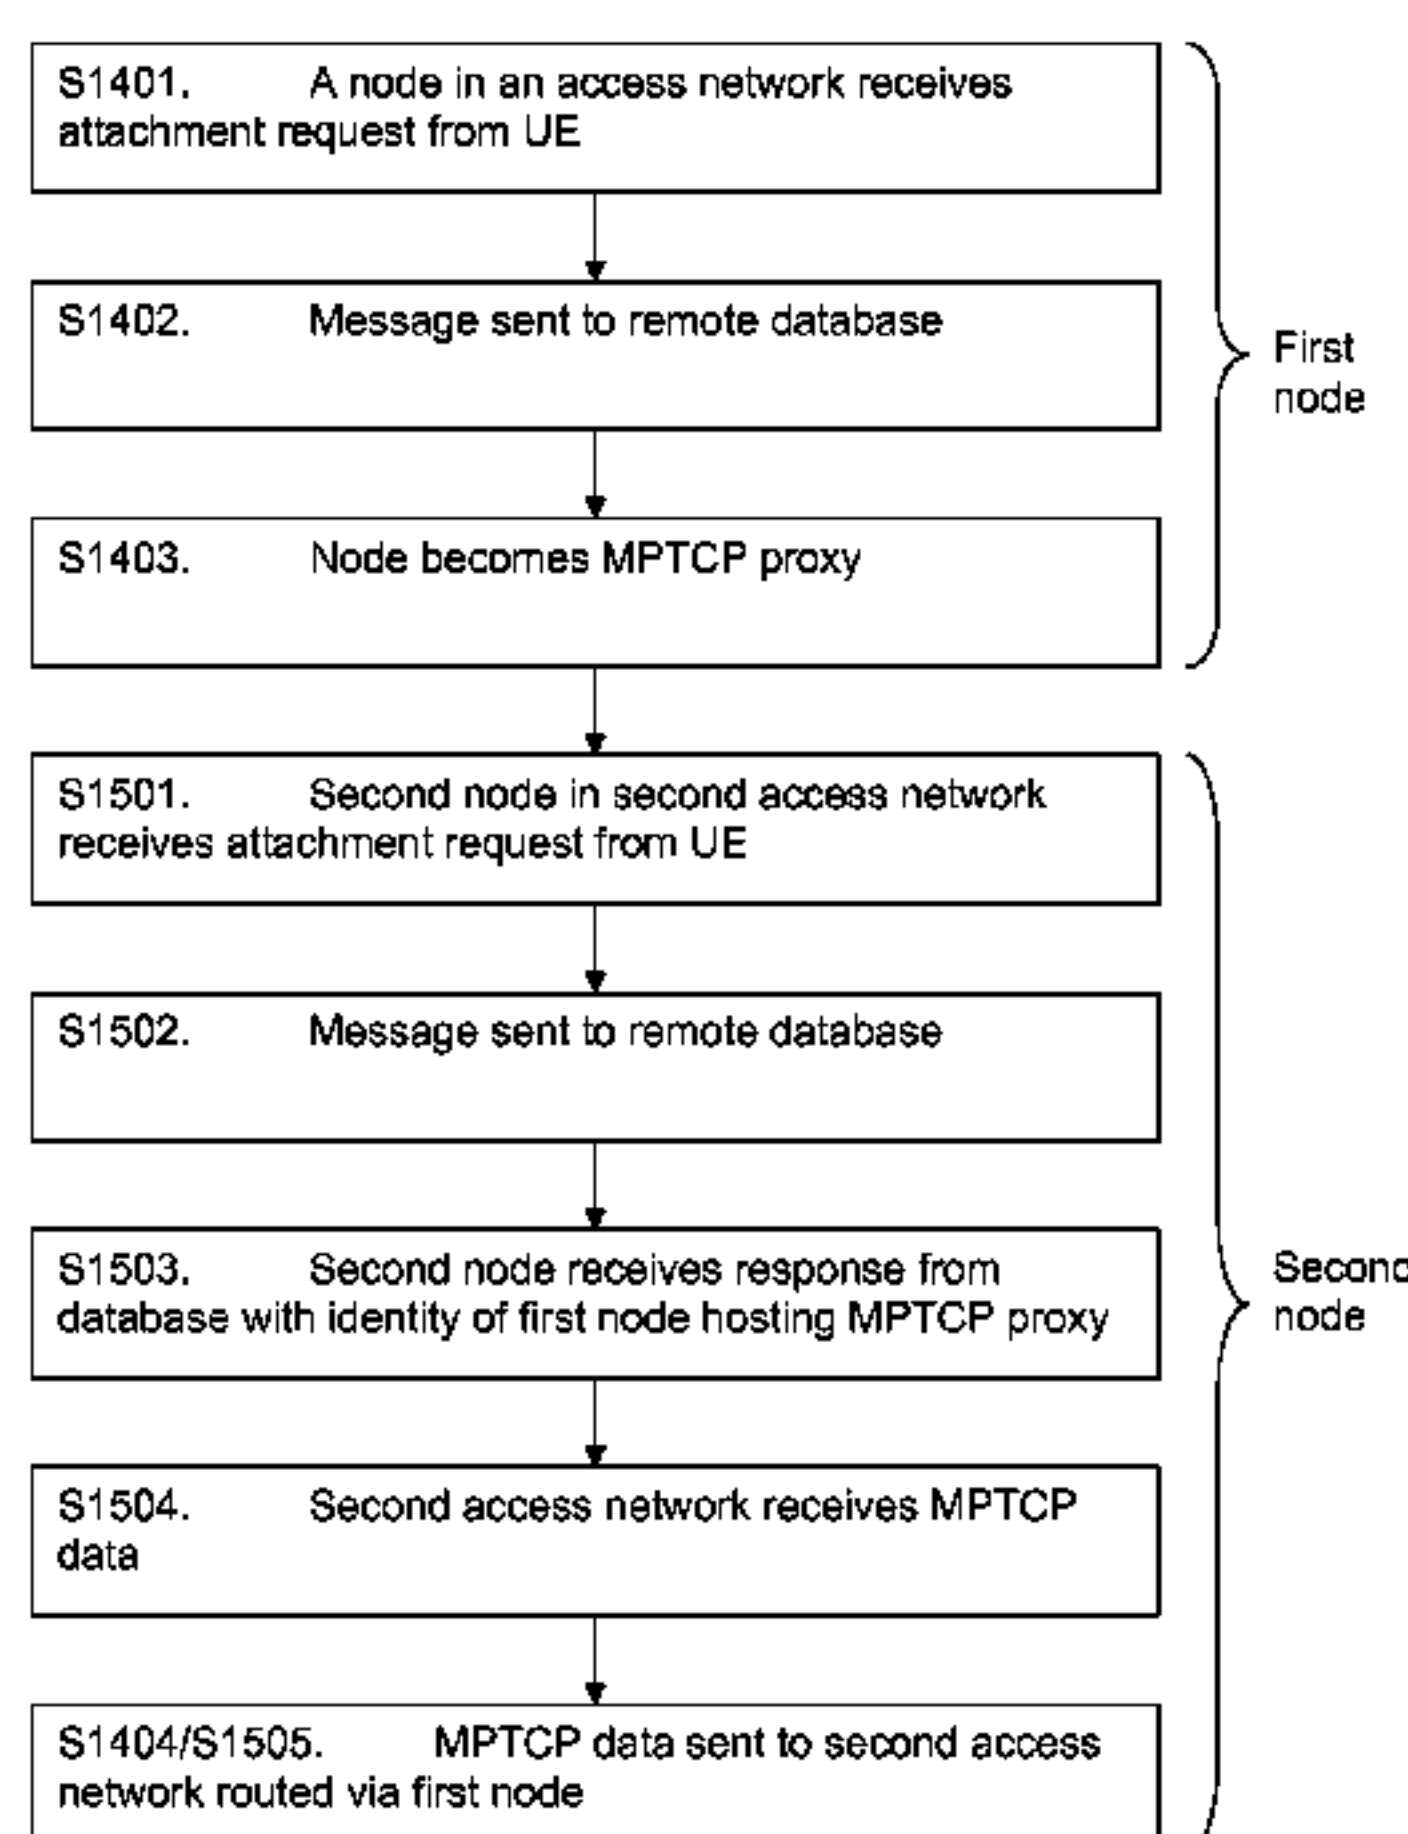 S1401. A node in an access network receives
attachment request from UE
S1402. Message sent to remote database
First
node
S1403. Node becomes MPTCP proxy
S1501. Second node in second access network
receives attachment request from UE
S1502. Message sent to remote database
S1503. Second node receives response from
database with identity of first node hosting MPTCP proxy
Second
node
S1504. Second access network receives MPTCP
data
S1404/S1505. MPTCP data sent to second access
network routed via first node